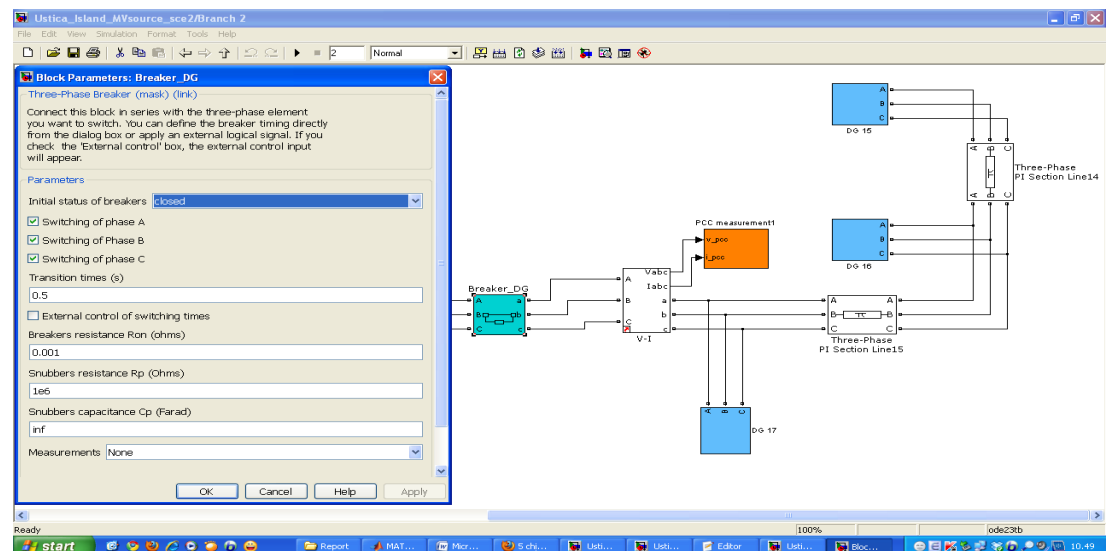 Ustica_Island_MVsource_sce2/Branch 2
File Edit View Simulation Format Tools Help
2
Normal
Block Parameters: Breaker_DG
Three-Phase Breaker (mask) (link)
Connect this block in series with the three-phase element
you want to switch. You can define the breaker timing directly
from the dialog box or apply an external logical signal. If you
check the 'External control' box, the external control input
will appear.
Parameters
Initial status of breakers closed
Switching of phase A
Switching of Phase B
Switching of phase C
Transition times (s)
0.5
External control of switching times
Breakers resistance Ron (ohms)
0.001
Snubbers resistance Rp (Ohms)
1e6
Snubbers capacitance Cp (Farad)
inf
Measurements None
OK Cancel Help Apply
A
B
C
DG 15
A B C
Three-Phase
PI Section Line14
A B C
A
B
C
DG 16
PCC measurement1
v_pcc
i_pcc
Breaker_DG
A a
B b
C c
A
B
C
Vabc
Iabc
a
b
c
V-I
A A
B B
C C
Three-Phase
PI Section Line15
A B C
DG 17
Ready
100%
ode23tb
start
Report
MAT...
Micr...
5 chi...
Usti...
Usti...
Editor
Usti...
Bloc...
10.49